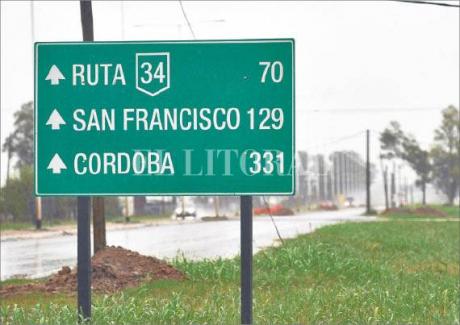 RUTA 34 70
SAN FRANCISCO 129
CORDOBA 331
EL LITORAL